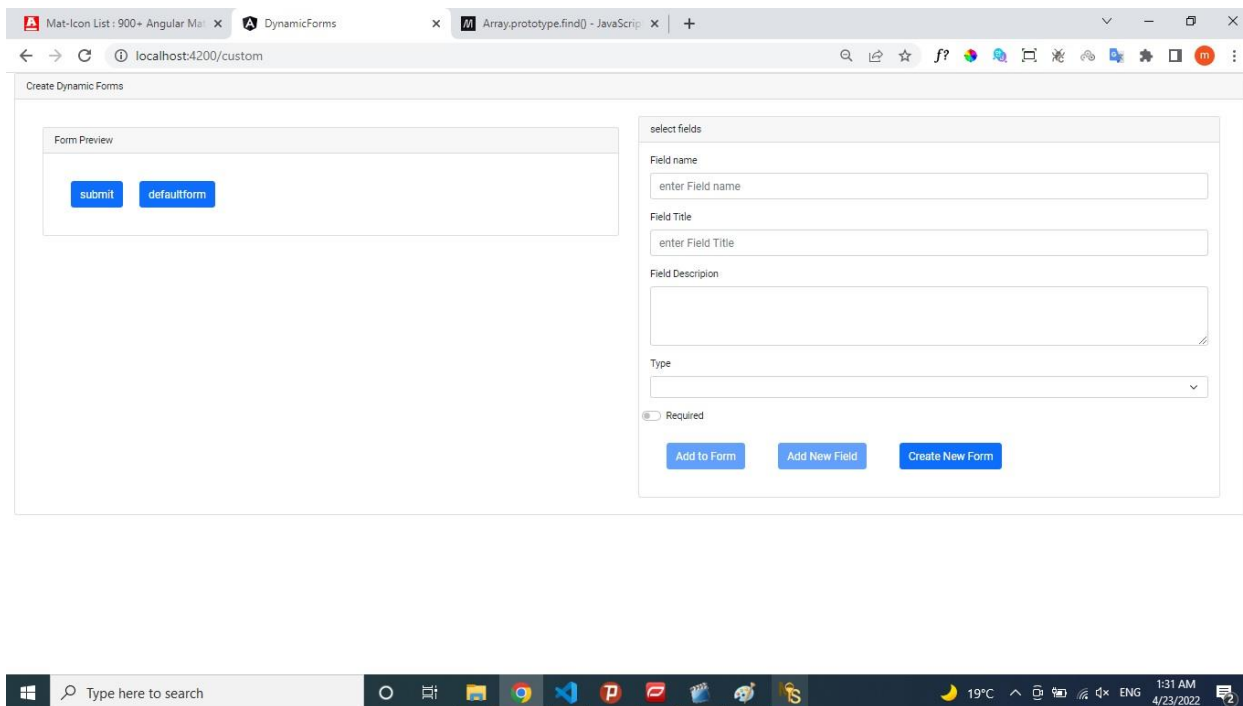 Mat-Icon List : 900+ Angular Mat
DynamicForms
Array.prototype.find() - JavaScrip
localhost:4200/custom
f?
m
Create Dynamic Forms
Form Preview
submit
defaultform
select fields
Field name
enter Field name
Field Title
enter Field Title
Field Descripion
Type
Required
Add to Form
Add New Field
Create New Form
Type here to search
19°C
ENG
1:31 AM
4/23/2022
2